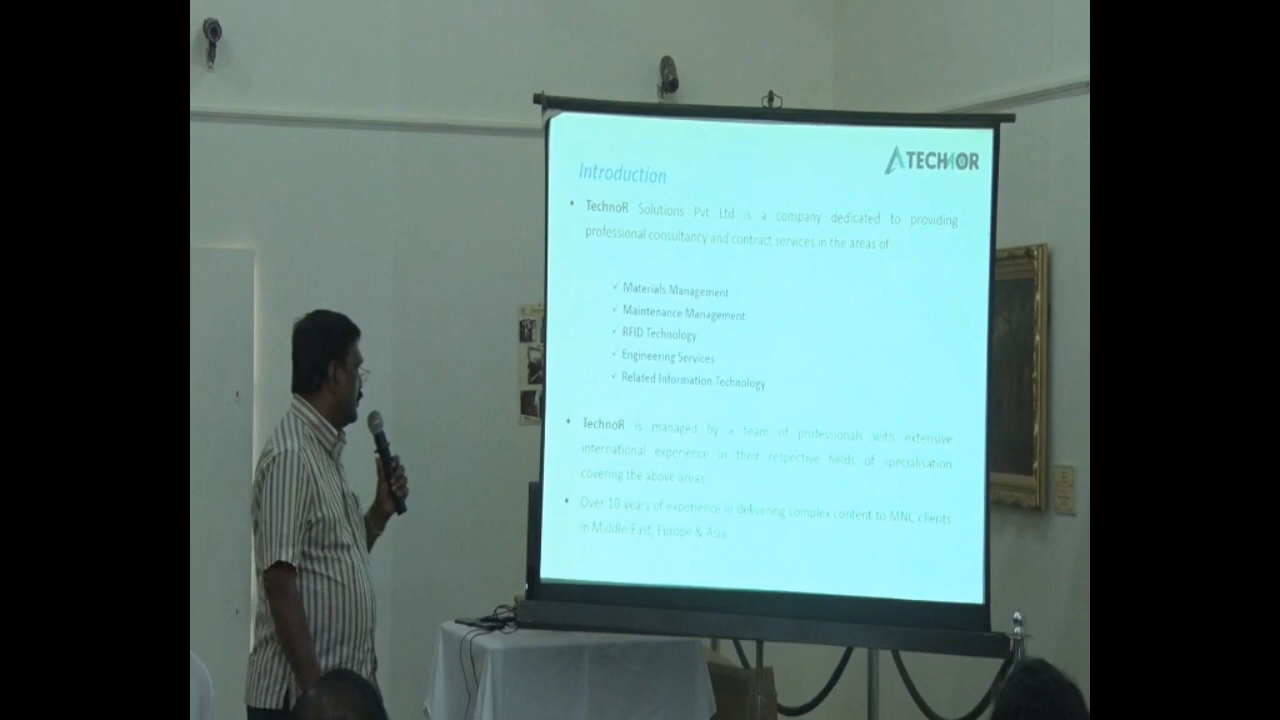 TECHNOR
Introduction
• TechnoR Solutions Pvt Ltd is a company dedicated to providing
professional consultancy and contract services in the areas of
✓ Materials Management
✓ Maintenance Management
✓ RFID Technology
✓ Engineering Services
✓ Related Information Technology
• TechnoR is managed by a team of professionals with extensive
international experience in their respective fields of specialisation
covering the above areas
• Over 10 years of experience in delivering complex content to MNC clients
in Middle East, Europe & Asia